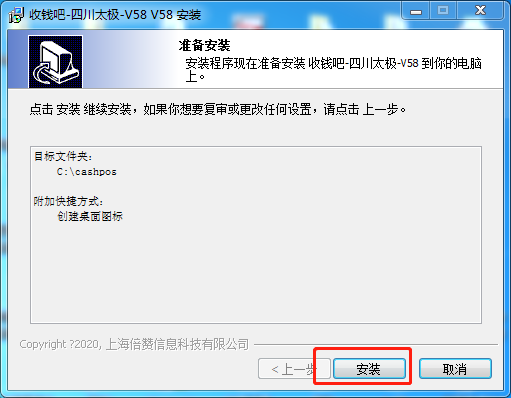 收钱吧-四川太极-V58 V58 安装
准备安装
安装程序现在准备安装 收钱吧-四川太极-V58 到你的电脑
上。
点击 安装 继续安装，如果你想要复审或更改任何设置，请点击 上一步。
目标文件夹：
C:\cashpos
附加快捷方式：
创建桌面图标
Copyright ?2020, 上海倍赞信息科技有限公司
< 上一步
安装
取消